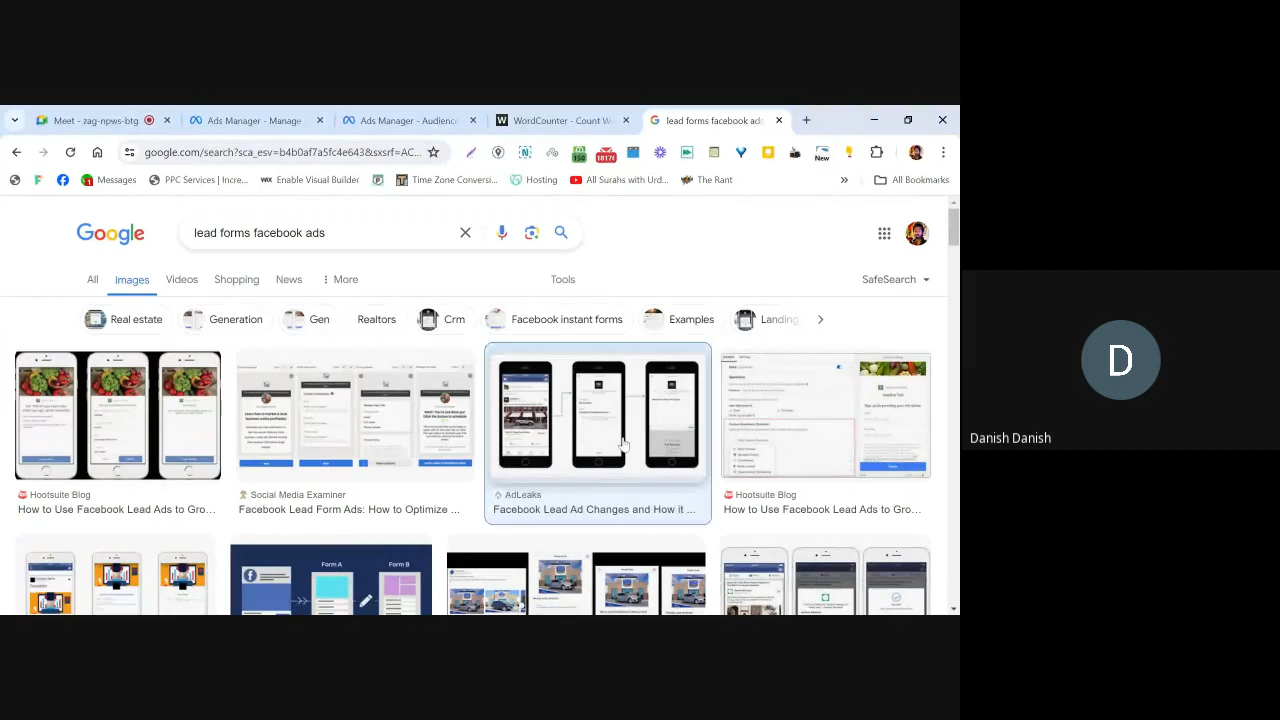 Meet - zag-npws-btg
Ads Manager - Manage
Ads Manager - Audience
WordCounter - Count W
lead forms facebook ads
google.com/search?sca_esv=b4b0af7a5fc4e643&sxsrf=AC...
150
New
Messages
PPC Services | Incre...
WIX Enable Visual Builder
Time Zone Conversi...
Hosting
All Surahs with Urd...
The Rant
All Bookmarks
Google
lead forms facebook ads
All
Images
Videos
Shopping
News
More
Tools
SafeSearch
Real estate
Generation
Gen
Realtors
Crm
Facebook instant forms
Examples
Landing
Hootsuite Blog
How to Use Facebook Lead Ads to Gro...
Social Media Examiner
Facebook Lead Form Ads: How to Optimize ...
AdLeaks
Facebook Lead Ad Changes and How it ...
Hootsuite Blog
How to Use Facebook Lead Ads to Gro...
Form A
Form B
D
Danish Danish